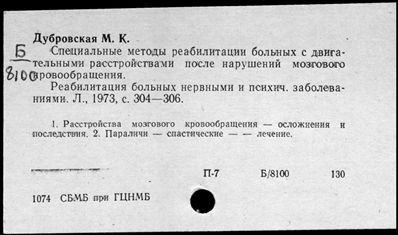 Дубровская М. К.
Б
8100
Специальные методы реабилитации больных с двига-
тельными расстройствами после нарушений мозгового
кровообращения.
Реабилитация больных нервными и психич. заболева-
ниями. Л., 1973, с. 304—306.
1. Расстройства мозгового кровообращения — осложнения и
последствия. 2. Параличи — спастические — — лечение.
П-7 Б/8100 130
1074 СБМБ при ГЦНМБ